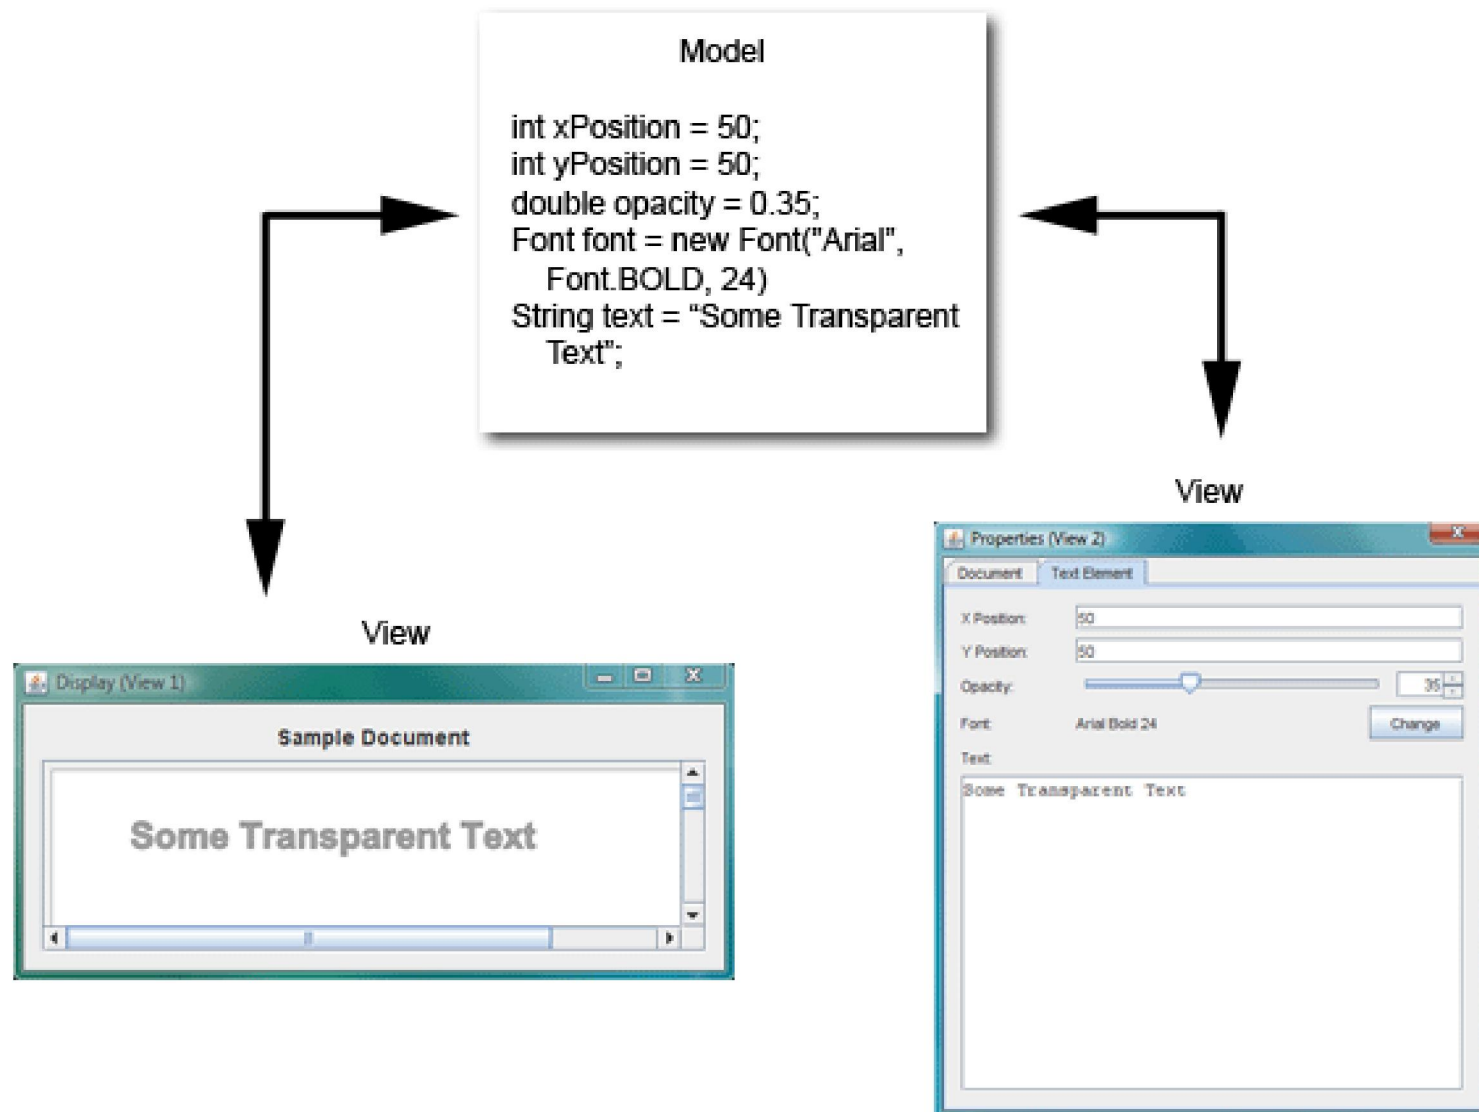 Model
int xPosition = 50;
int yPosition = 50;
double opacity = 0.35;
Font font = new Font("Arial",
Font.BOLD, 24)
String text = “Some Transparent
Text”;
View
Display (View 1)
Sample Document
Some Transparent Text
View
Properties (View 2)
Document Text Element
X Position: 50
Y Position: 50
Opacity: 35
Font: Arial Bold 24 Change
Text:
Some Transparent Text